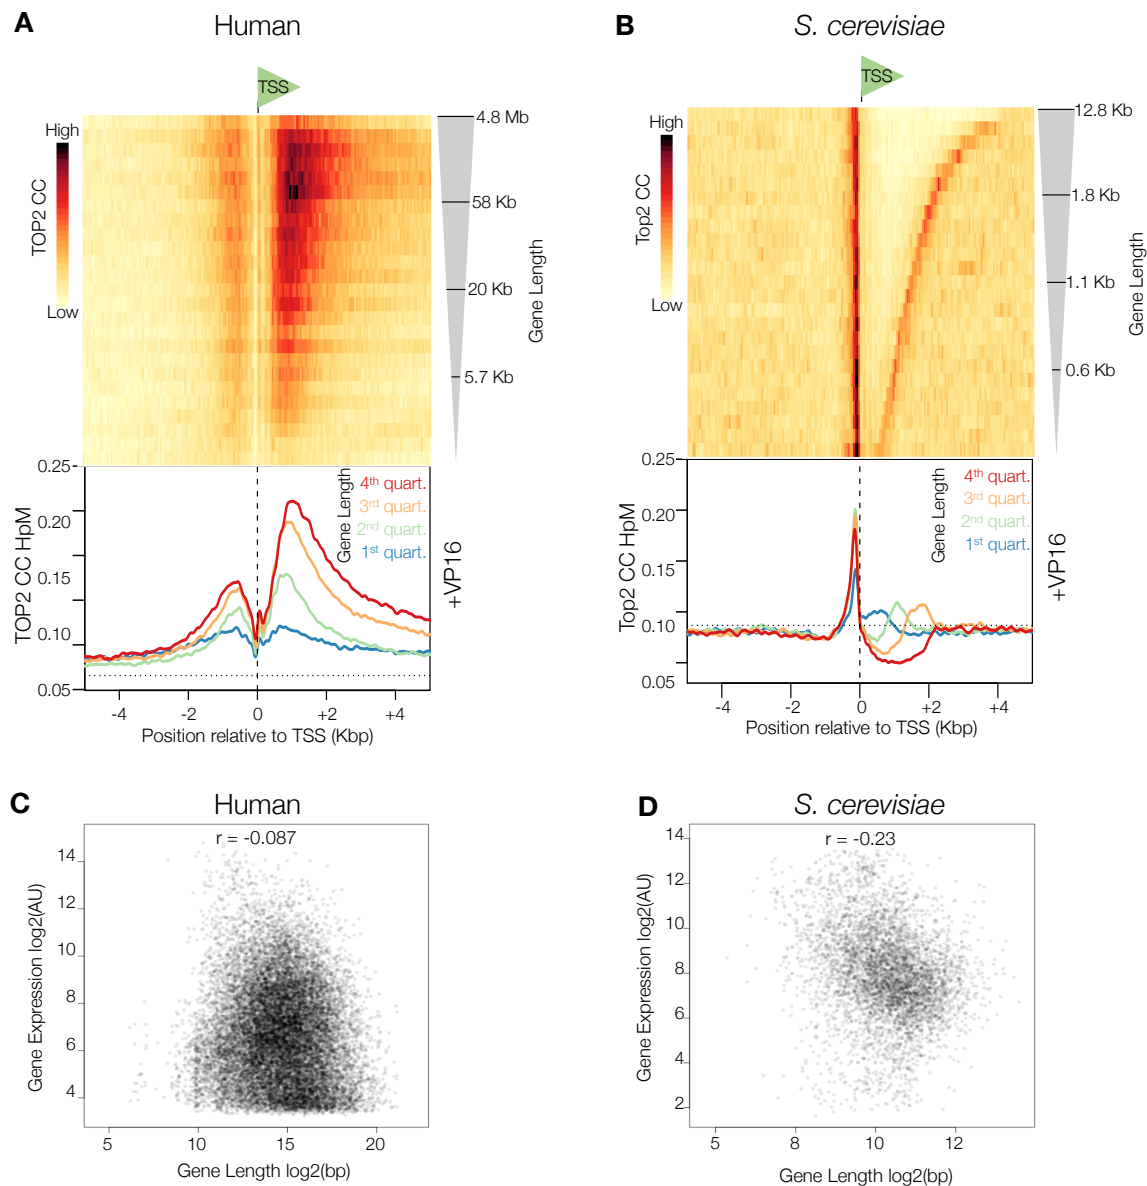 A
Human
TSS
High
TOP2 CC
Low
4.8 Mb
58 Kb
20 Kb
5.7 Kb
Gene Length
0.25
0.20
0.15
0.10
0.05
TOP2 CC HpM
Gene Length
4th quart.
3rd quart.
2nd quart.
1st quart.
+VP16
-4
-2
0
+2
+4
Position relative to TSS (Kbp)
B
S. cerevisiae
TSS
High
Top2 CC
Low
12.8 Kb
1.8 Kb
1.1 Kb
0.6 Kb
Gene Length
0.25
0.20
0.15
0.10
0.05
Top2 CC HpM
Gene Length
4th quart.
3rd quart.
2nd quart.
1st quart.
+VP16
-4
-2
0
+2
+4
Position relative to TSS (Kbp)
C
Human
r = -0.087
14
12
10
8
6
4
Gene Expression log2(AU)
5
10
15
20
Gene Length log2(bp)
D
S. cerevisiae
r = -0.23
14
12
10
8
6
4
2
Gene Expression log2(AU)
5
8
10
12
Gene Length log2(bp)